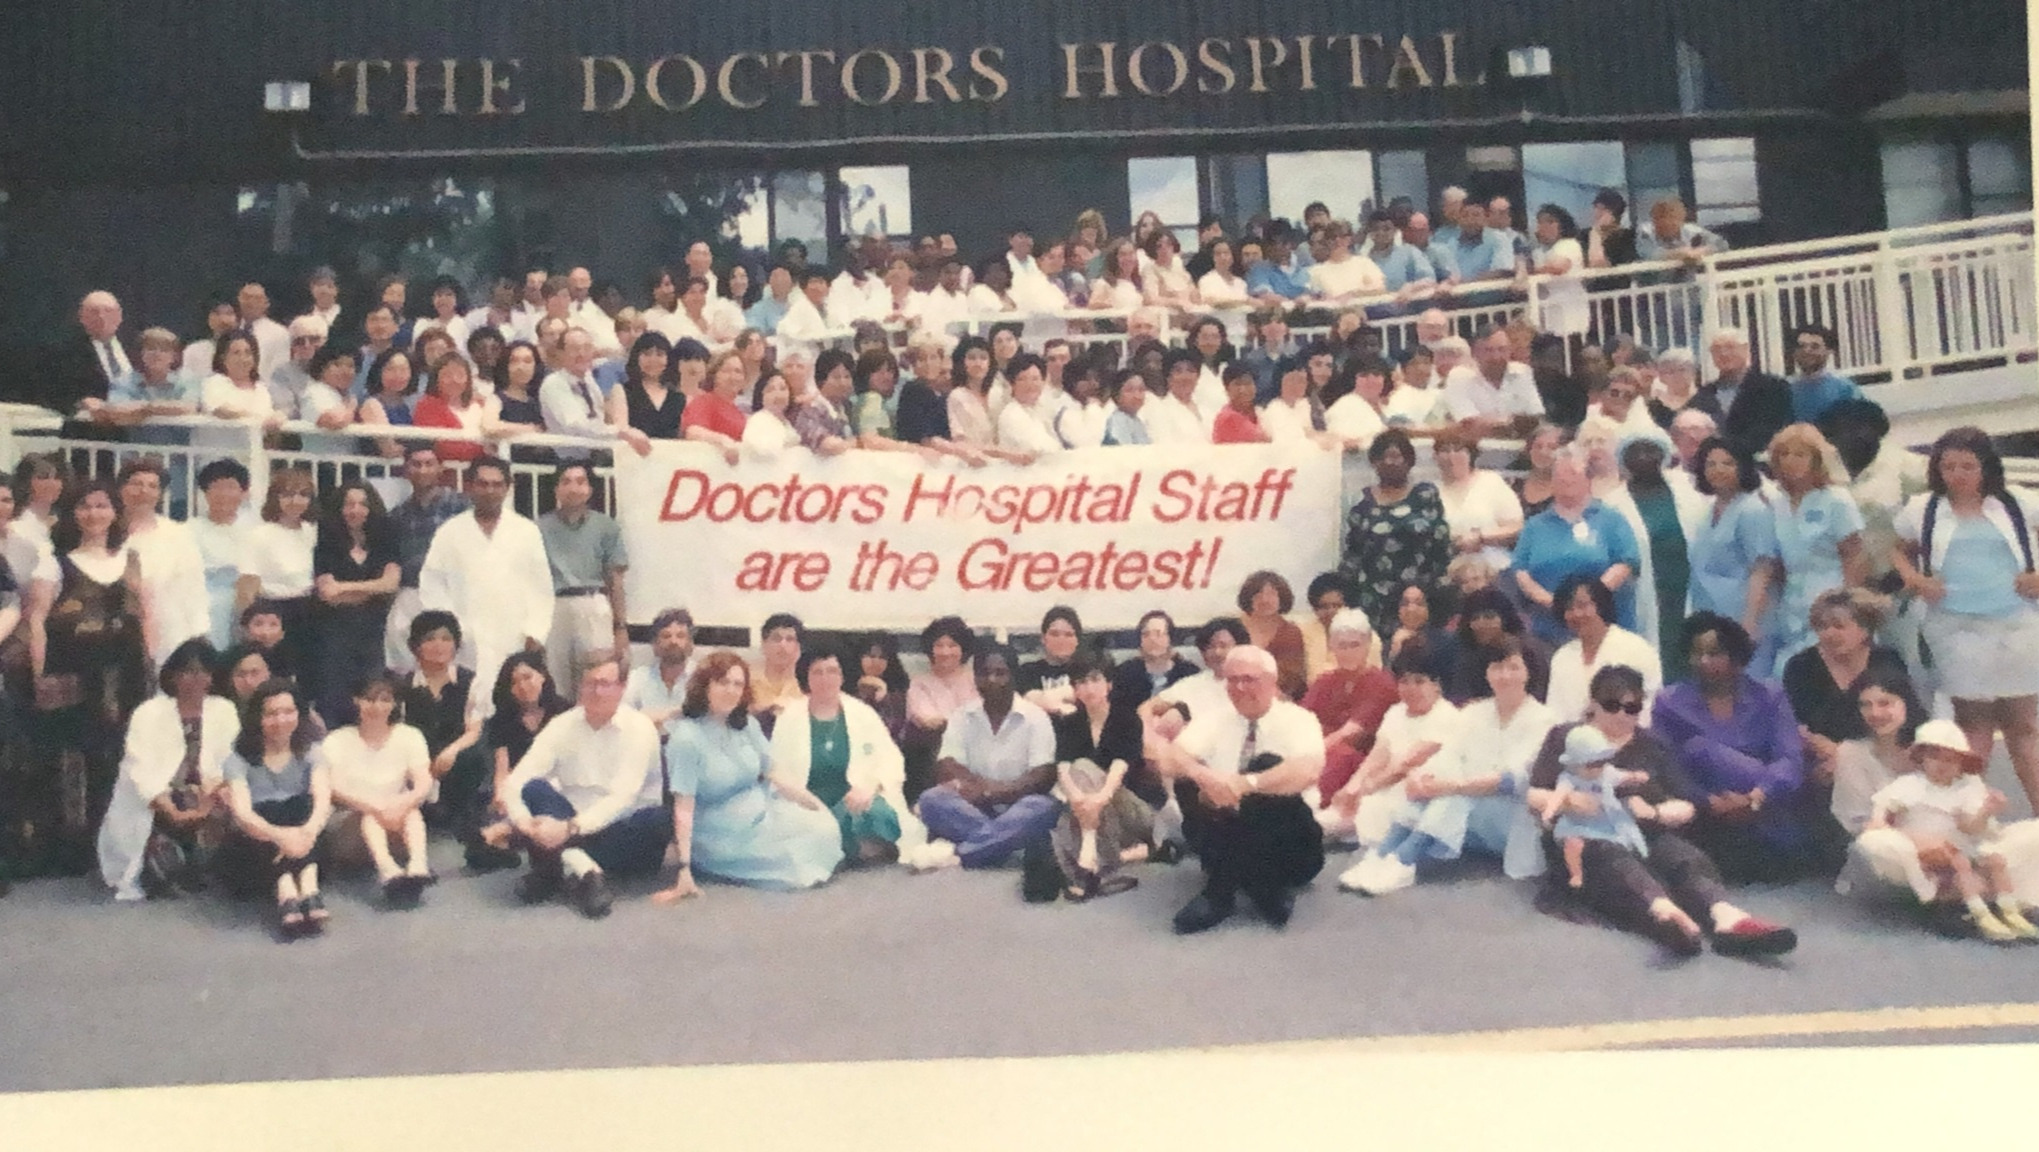 THE DOCTORS HOSPITAL
Doctors Hospital Staff
are the Greatest!